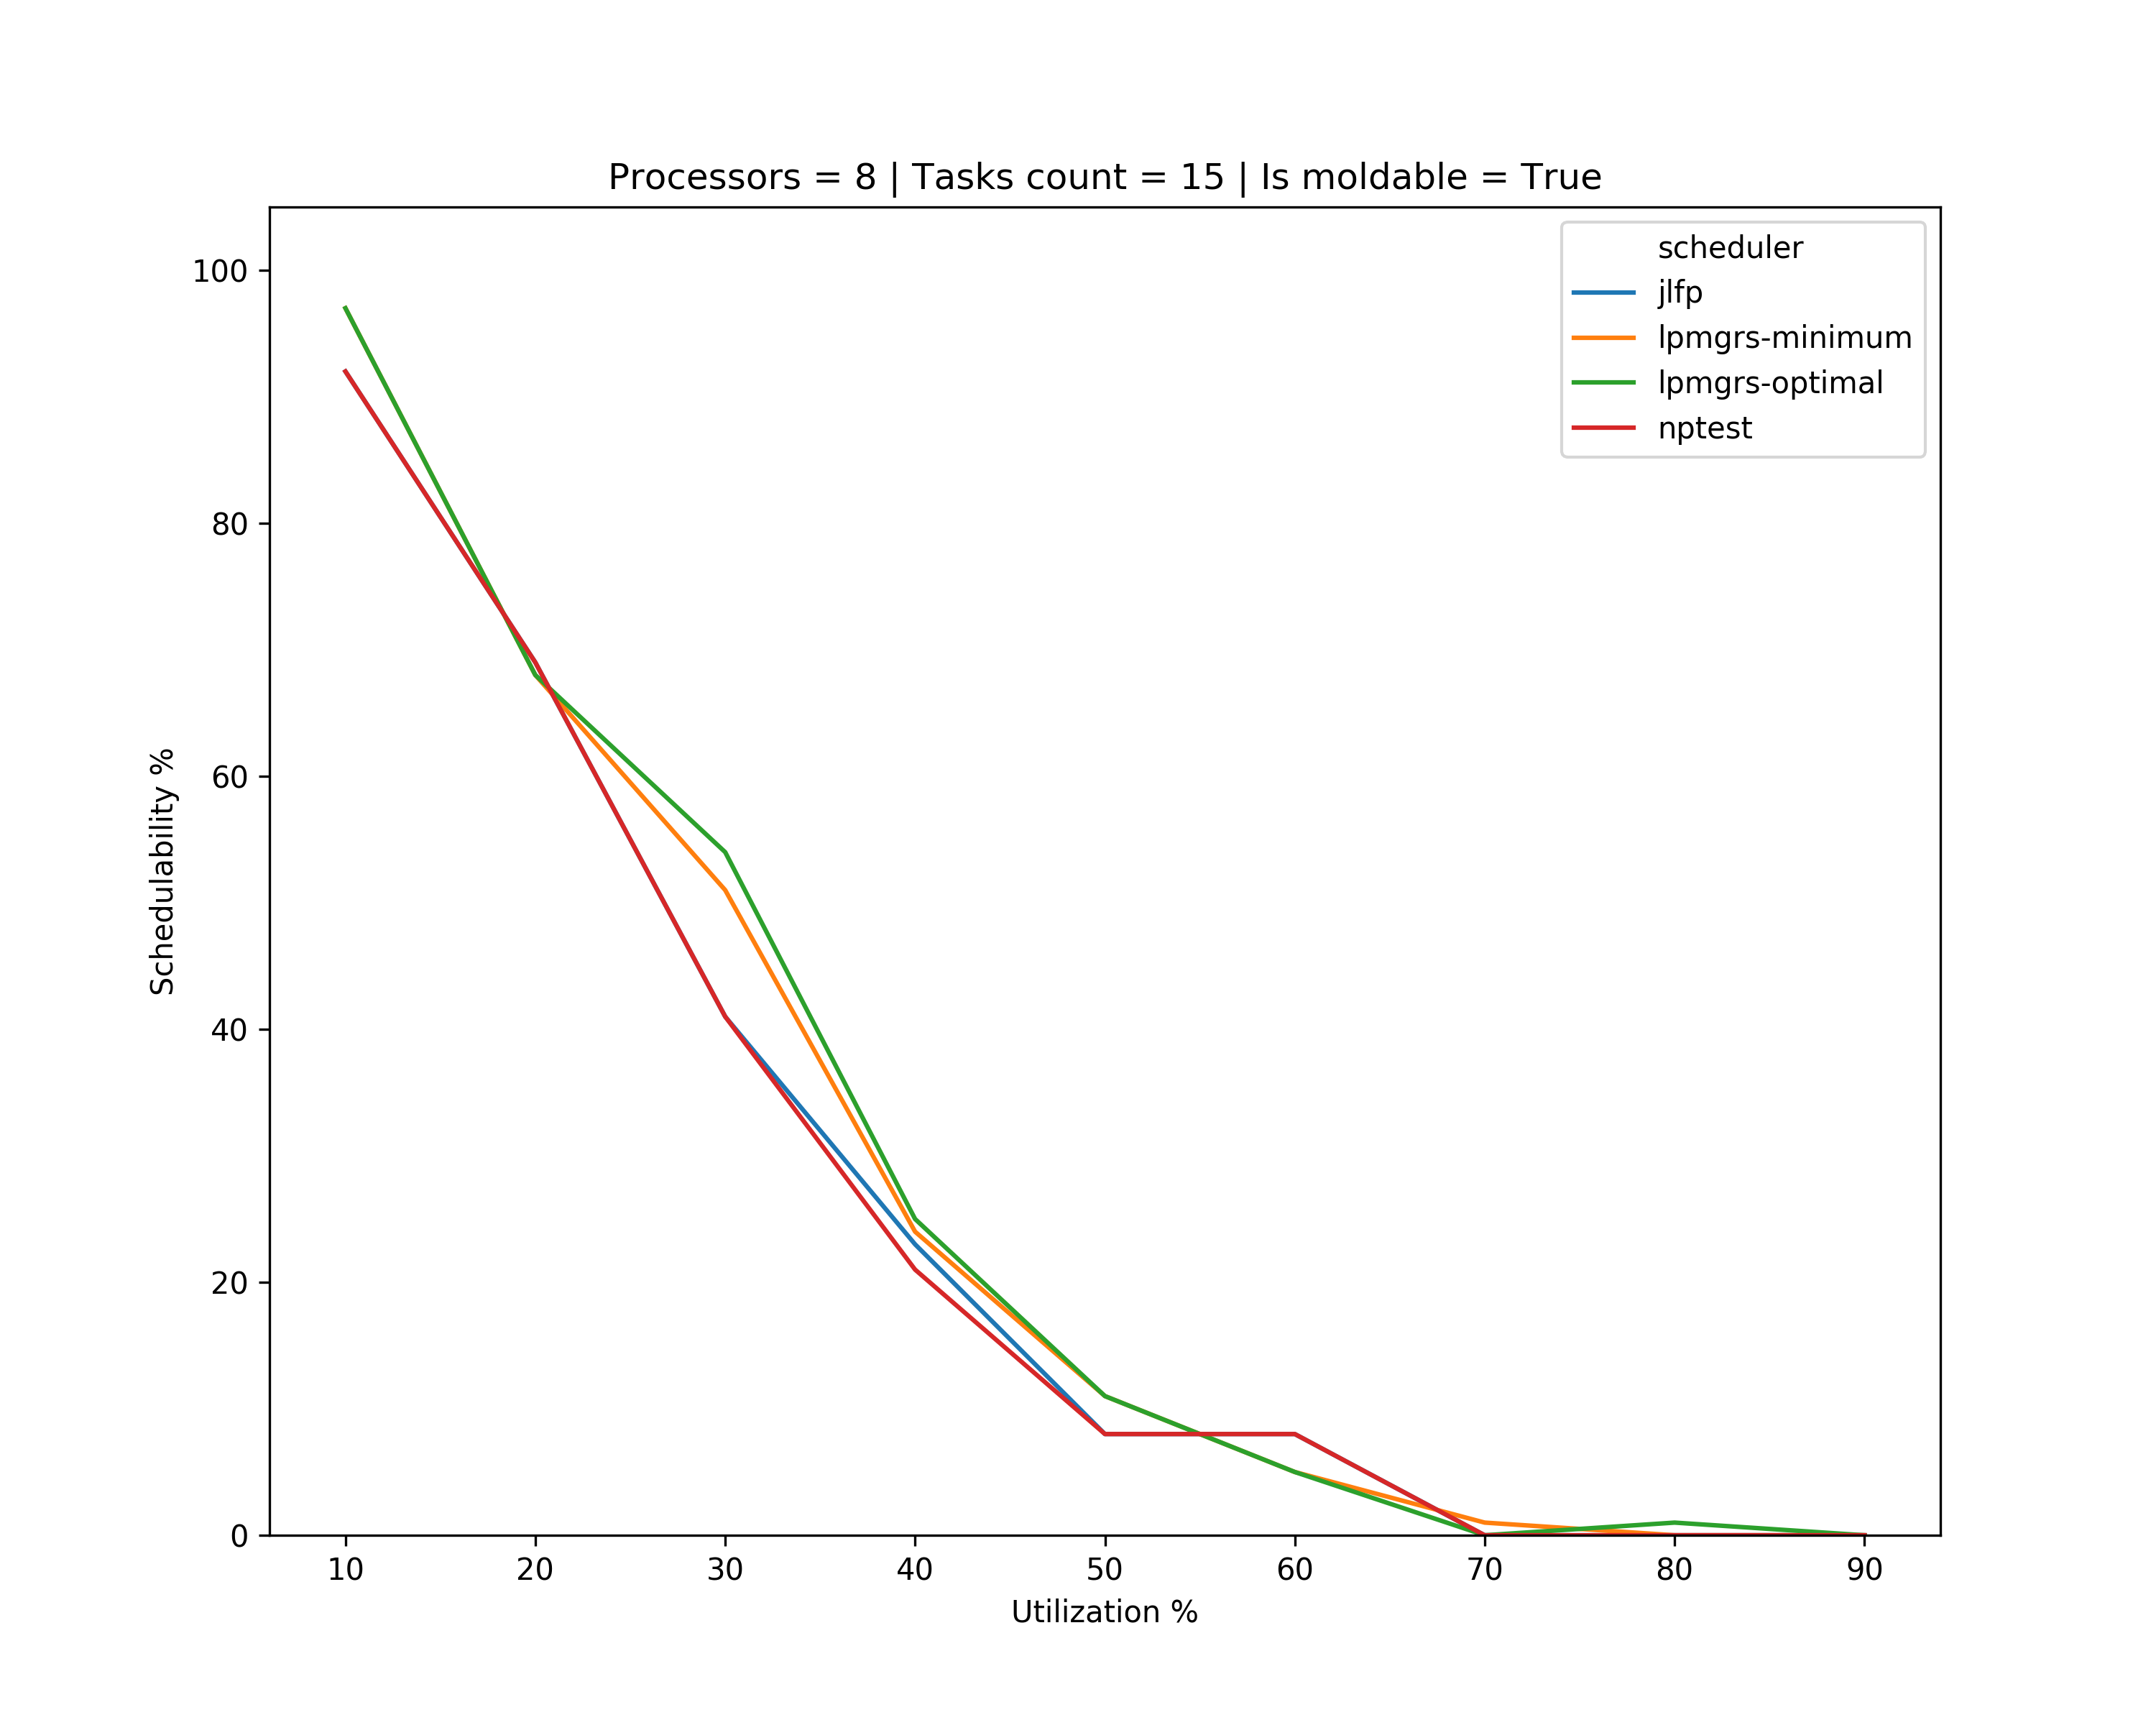 Processors = 8 | Tasks count = 15 | Is moldable = True
scheduler
jlfp
lpmgrs-minimum
lpmgrs-optimal
nptest
Schedulability %
100
80
60
40
20
0
10 20 30 40 50 60 70 80 90
Utilization %